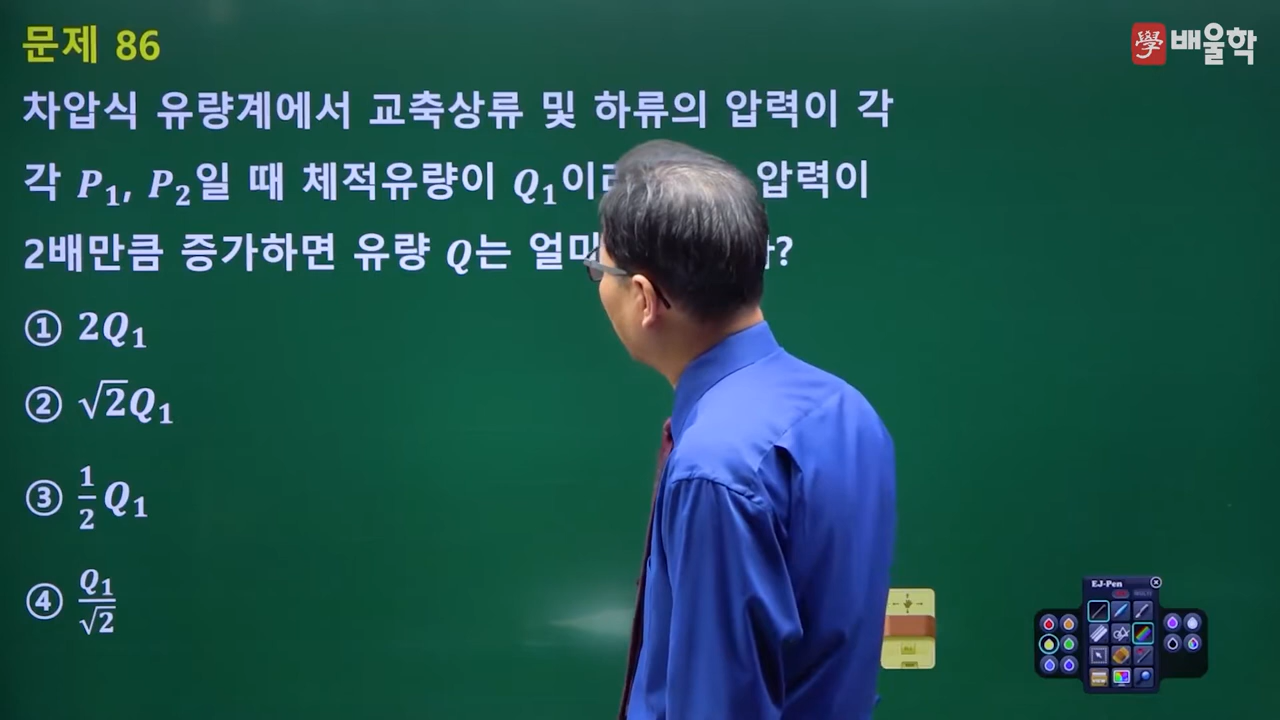 문제 86
學 배울학
차압식 유량계에서 교축상류 및 하류의 압력이 각
각 P₁, P₂일 때 체적유량이 Q₁이 압력이
2배만큼 증가하면 유량 Q는 얼마 ?
① 2Q₁
② √2Q₁
③ 1/2 Q₁
④ Q₁/√2
EJ-Pen